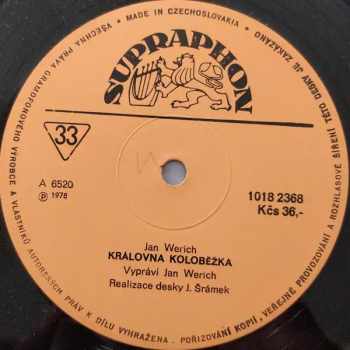 VŠECHNA PRÁVA GRAMOFONOVÉHO VÝROBCE A VLASTNÍKŮ AUTORSKÝCH PRÁV K DÍLU VYHRAŽENA. POŘIZOVÁNÍ KOPIÍ, VEŘEJNÉ PROVOZOVÁNÍ A ROZHLASOVÉ ŠÍŘENÍ TÉTO DESKY JE ZAKÁZÁNO
• MADE IN CZECHOSLOVAKIA •
SUPRAPHON
33
A 6520
℗ 1978
1018 2368
Kčs 36,-
Jan Werich
KRÁLOVNA KOLOBĚŽKA
Vypráví Jan Werich
Realizace desky J. Šrámek